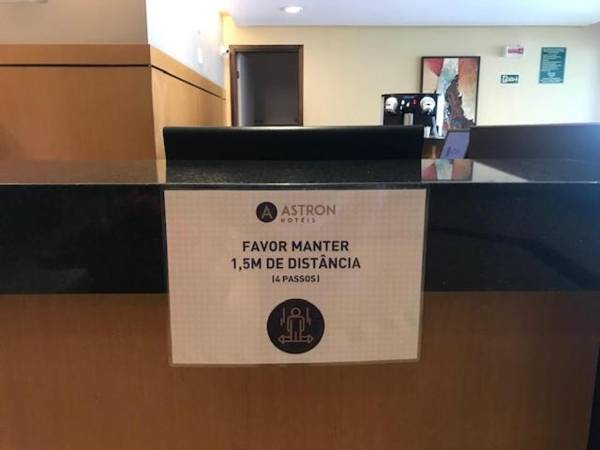 A ASTRON
HOTÉIS
FAVOR MANTER
1,5M DE DISTÂNCIA
(4 PASSOS)